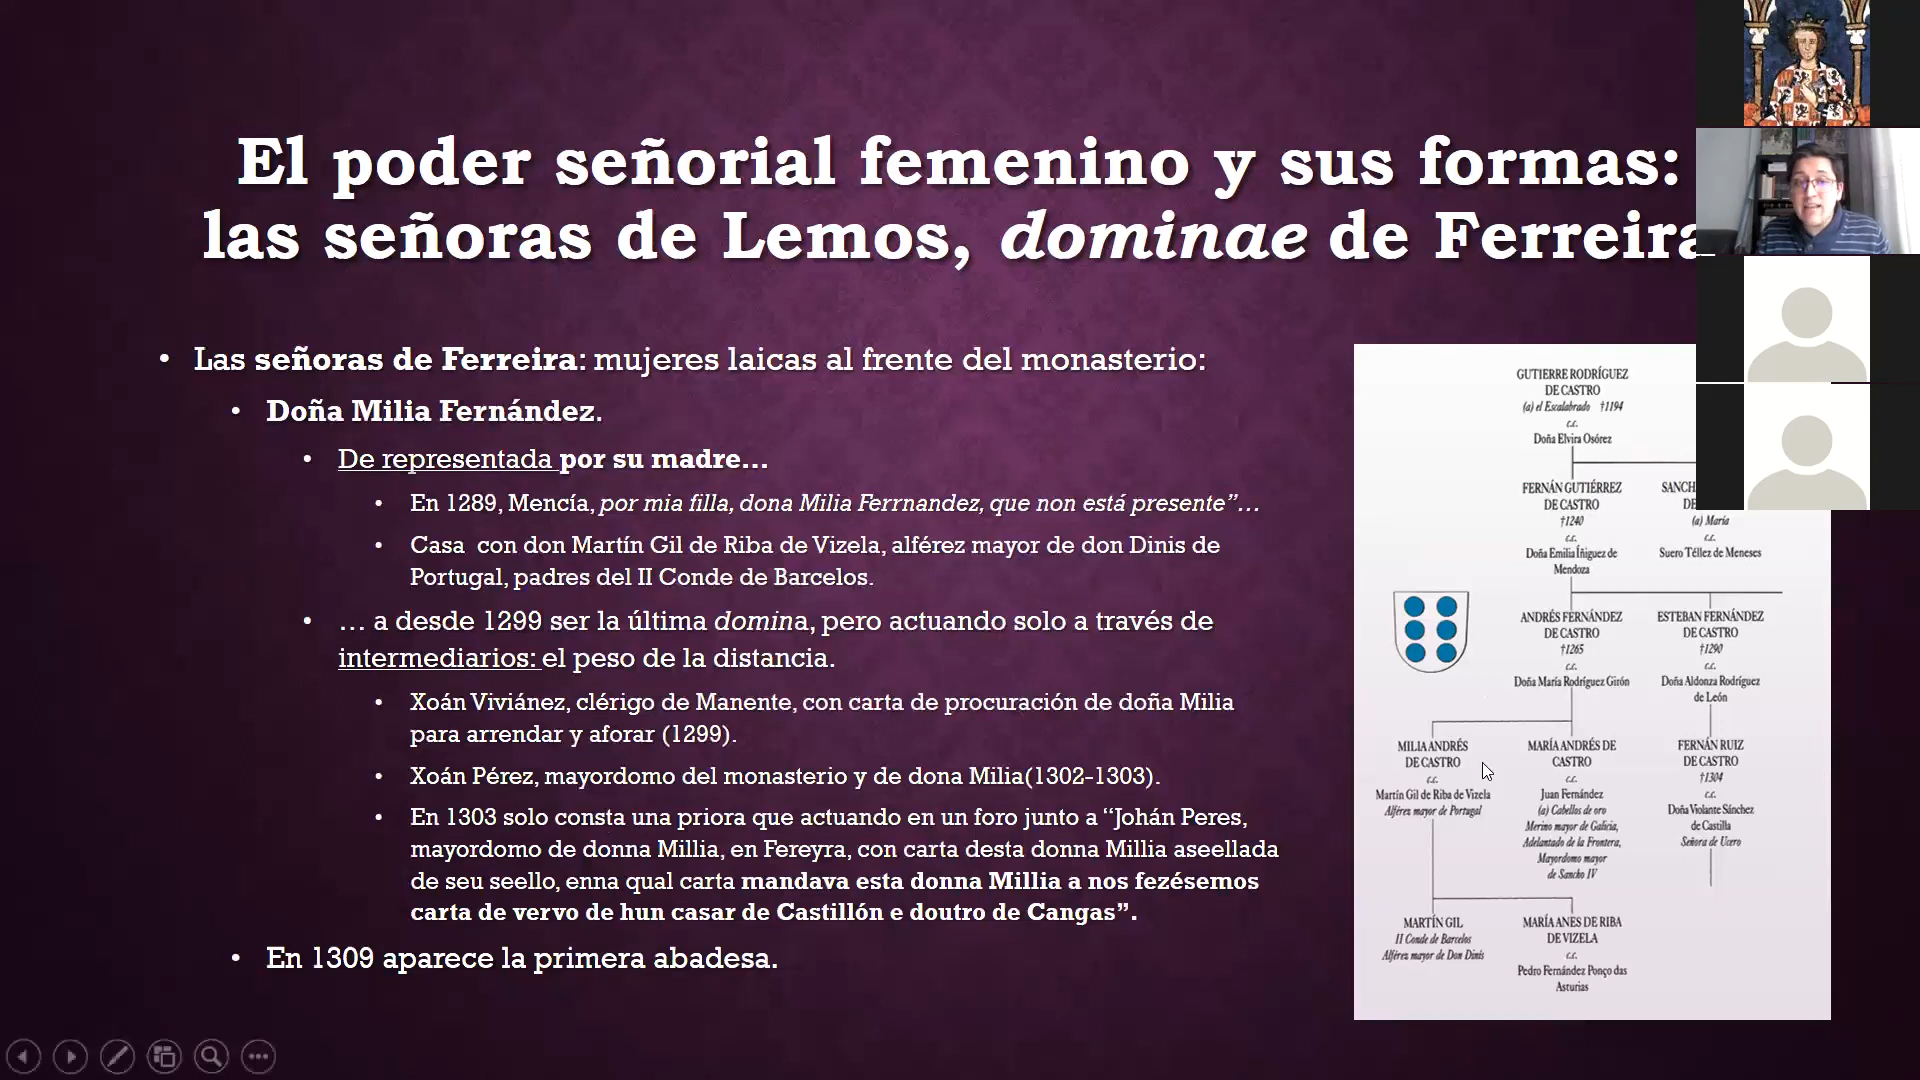 El poder señorial femenino y sus formas:
las señoras de Lemos, dominae de Ferreira
• Las señoras de Ferreira: mujeres laicas al frente del monasterio:
• Doña Milia Fernández.
• De representada por su madre…
• En 1289, Mencía, por mia filla, dona Milia Ferrnandez, que non está presente”…
• Casa con don Martín Gil de Riba de Vizela, alférez mayor de don Dinis de
Portugal, padres del II Conde de Barcelos.
• … a desde 1299 ser la última domina, pero actuando solo a través de
intermediarios: el peso de la distancia.
• Xoán Viviánez, clérigo de Manente, con carta de procuración de doña Milia
para arrendar y aforar (1299).
• Xoán Pérez, mayordomo del monasterio y de dona Milia(1302-1303).
• En 1303 solo consta una priora que actuando en un foro junto a “Johán Peres,
mayordomo de donna Millia, en Fereyra, con carta desta donna Millia aseellada
de seu seello, enna qual carta mandava esta donna Millia a nos fezésemos
carta de vervo de hun casar de Castillón e doutro de Cangas”.
• En 1309 aparece la primera abadesa.
GUTIERRE RODRÍGUEZ
DE CASTRO
(a) el Escalabrado †1194
c.c.
Doña Elvira Osórez
FERNÁN GUTIÉRREZ
DE CASTRO
†1240
c.c.
Doña Emilia Íñiguez de
Mendoza
SANCH
DE
(a) María
c.c.
Suero Téllez de Meneses
ANDRÉS FERNÁNDEZ
DE CASTRO
†1265
c.c.
Doña María Rodríguez Girón
ESTEBAN FERNÁNDEZ
DE CASTRO
†1290
c.c.
Doña Aldonza Rodríguez
de León
MILIA ANDRÉS
DE CASTRO
c.c.
Martín Gil de Riba de Vizela
Alférez mayor de Portugal
MARÍA ANDRÉS DE
CASTRO
c.c.
Juan Fernández
(a) Cabellos de oro
Merino mayor de Galicia,
Adelantado de la Frontera,
Mayordomo mayor
de Sancho IV
FERNÁN RUIZ
DE CASTRO
†1304
c.c.
Doña Violante Sánchez
de Castilla
Señora de Ucero
MARTÍN GIL
II Conde de Barcelos
Alférez mayor de Don Dinis
MARÍA ANES DE RIBA
DE VIZELA
c.c.
Pedro Fernández Ponço das
Asturias